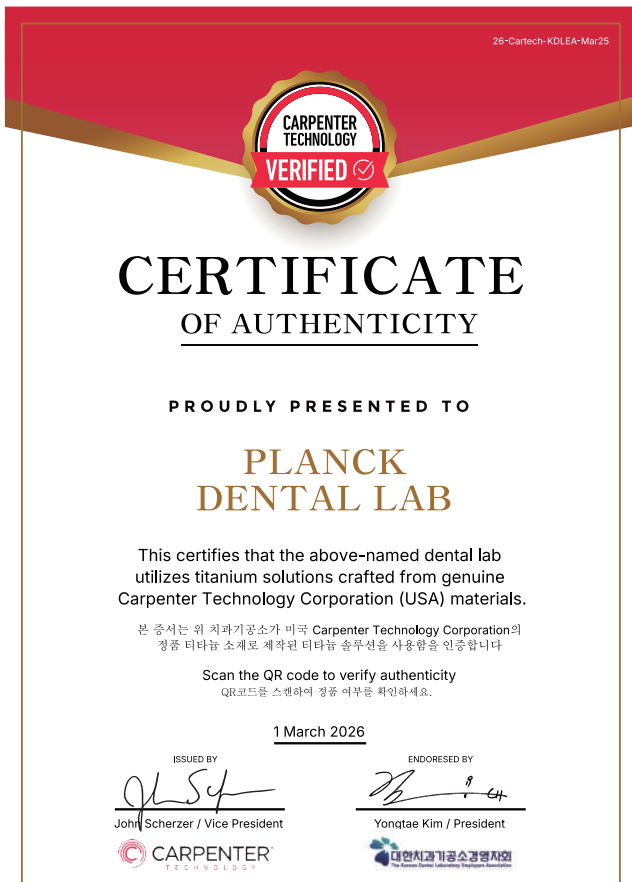 26-Cartech-KDLEA-Mar25
CARPENTER
TECHNOLOGY
VERIFIED
CERTIFICATE
OF AUTHENTICITY
PROUDLY PRESENTED TO
PLANCK
DENTAL LAB
This certifies that the above-named dental lab
utilizes titanium solutions crafted from genuine
Carpenter Technology Corporation (USA) materials.
본 증서는 위 치과기공소가 미국 Carpenter Technology Corporation의
정품 티타늄 소재로 제작된 티타늄 솔루션을 사용함을 인증합니다
Scan the QR code to verify authenticity
QR코드를 스캔하여 정품 여부를 확인하세요.
1 March 2026
ISSUED BY
ENDORESED BY
John Scherzer / Vice President
Yongtae Kim / President
CARPENTER
TECHNOLOGY
대한치과기공소경영자회
The Korean Dental Laboratory Employers Association